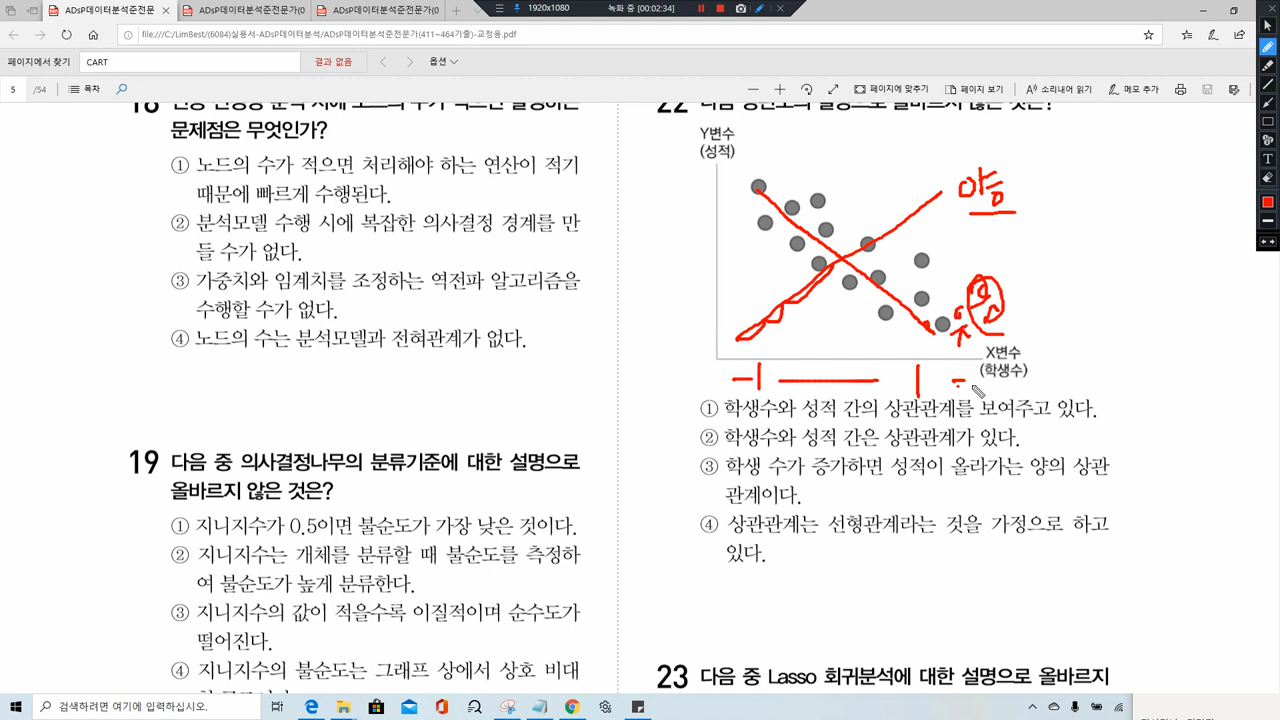 ADsP데이터분석준전문
ADsP데이터분석준전문가(0
ADsP데이터분석준전문가(0
1920x1080
녹화 중 [00:02:34]
file:///C:/LimBest/(6084)실용서-ADsP데이터분석/ADsP데이터분석준전문가(411~464기출)-교정용.pdf
페이지에서 찾기
CART
결과 없음
옵션
5
/54
목차
페이지에 맞추기
페이지 보기
소리내어 읽기
메모 추가
18
문제점은 무엇인가?
① 노드의 수가 적으면 처리해야 하는 연산이 적기
때문에 빠르게 수행된다.
② 분석모델 수행 시에 복잡한 의사결정 경계를 만
들 수가 없다.
③ 가중치와 임계치를 조정하는 역전파 알고리즘을
수행할 수가 없다.
④ 노드의 수는 분석모델과 전혀관계가 없다.
19 다음 중 의사결정나무의 분류기준에 대한 설명으로
올바르지 않은 것은?
① 지니지수가 0.5이면 불순도가 가장 낮은 것이다.
② 지니지수는 개체를 분류할 때 불순도를 측정하
여 불순도가 높게 분류한다.
③ 지니지수의 값이 적을수록 이질적이며 순수도가
떨어진다.
④ 지니지수의 불순도는 그래프 상에서 상호 비대
22 다음 상관도의 설명으로 올바르지 않은 것은?
Y변수
(성적)
X변수
(학생수)
-1
1
① 학생수와 성적 간의 상관관계를 보여주고 있다.
② 학생수와 성적 간은 상관관계가 있다.
③ 학생 수가 증가하면 성적이 올라가는 양의 상관
관계이다.
④ 상관관계는 선형관계라는 것을 가정으로 하고
있다.
23 다음 중 Lasso 회귀분석에 대한 설명으로 올바르지
검색하려면 여기에 입력하십시오.